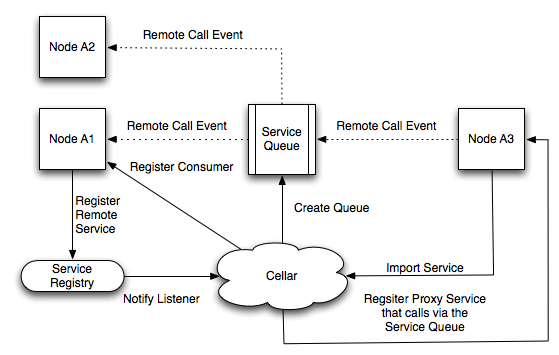 Remote Call Event
Node A2
Remote Call Event
Remote Call Event
Node A1
Service
Queue
Node A3
Register Consumer
Register
Remote
Service
Create Queue
Service
Registry
Cellar
Import Service
Notify Listener
Regsiter Proxy Service
that calls via the
Service Queue